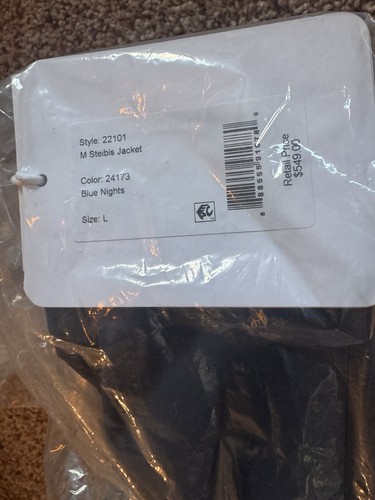 Style: 22101
M Steibis Jacket
Color: 24173
Blue Nights
Size: L
Retail Price
$549.00